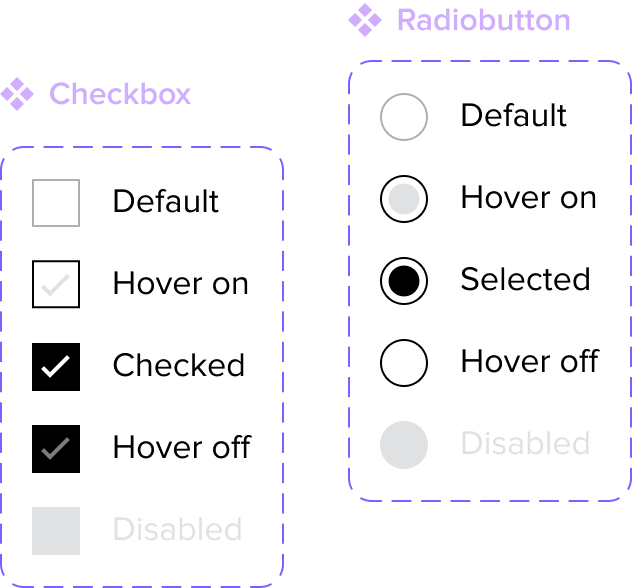 Checkbox
Default
Hover on
Checked
Hover off
Disabled
Radiobutton
Default
Hover on
Selected
Hover off
Disabled